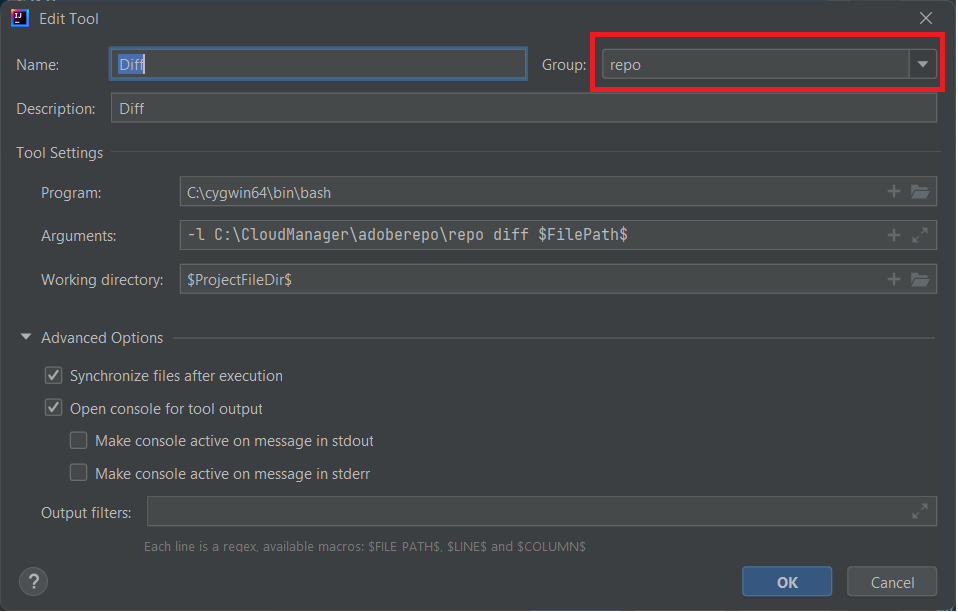 Edit Tool
Name: Diff Group: repo
Description: Diff
Tool Settings
Program: C:\cygwin64\bin\bash
Arguments: -l C:\CloudManager\adoberepo\repo diff $FilePath$
Working directory: $ProjectFileDir$
Advanced Options
Synchronize files after execution
Open console for tool output
Make console active on message in stdout
Make console active on message in stderr
Output filters:
Each line is a regex, available macros: $FILE_PATH$, $LINE$ and $COLUMN$
? OK Cancel